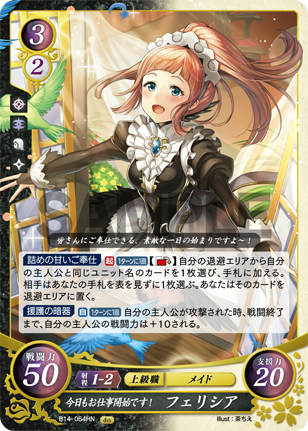 3
2
皆さんにご奉仕できる、素敵な一日の始まりですよ～!
詰めの甘いご奉仕 起 1ターンに1回 【 】自分の退避エリアから自分
の主人公と同じユニット名のカードを1枚選び、手札に加える。
相手はあなたの手札を表を見ずに1枚選ぶ。あなたはそのカード
を退避エリアに置く。
援護の暗器 自 1ターンに1回 自分の主人公が攻撃された時、戦闘終了
まで、自分の主人公の戦闘力は+10される。
戦闘力
50
射程 1-2 上級職 メイド
支援力
20
今日もお仕事開始です! フェリシア
B14-064HN
Illust:茶ちえ